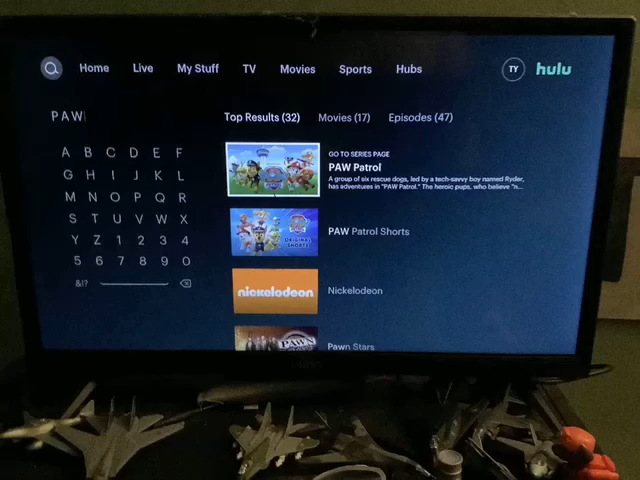 Home Live My Stuff TV Movies Sports Hubs TY hulu
PAW
Top Results (32) Movies (17) Episodes (47)
A B C D E F
G H I J K L
M N O P Q R
S T U V W X
Y Z 1 2 3 4
5 6 7 8 9 0
&!?
GO TO SERIES PAGE
PAW Patrol
A group of six rescue dogs, led by a tech-savvy boy named Ryder,
has adventures in "PAW Patrol." The heroic pups, who believe "n...
ORIGINAL
SHORTS
PAW Patrol Shorts
nickelodeon
Nickelodeon
PAWN
Pawn Stars